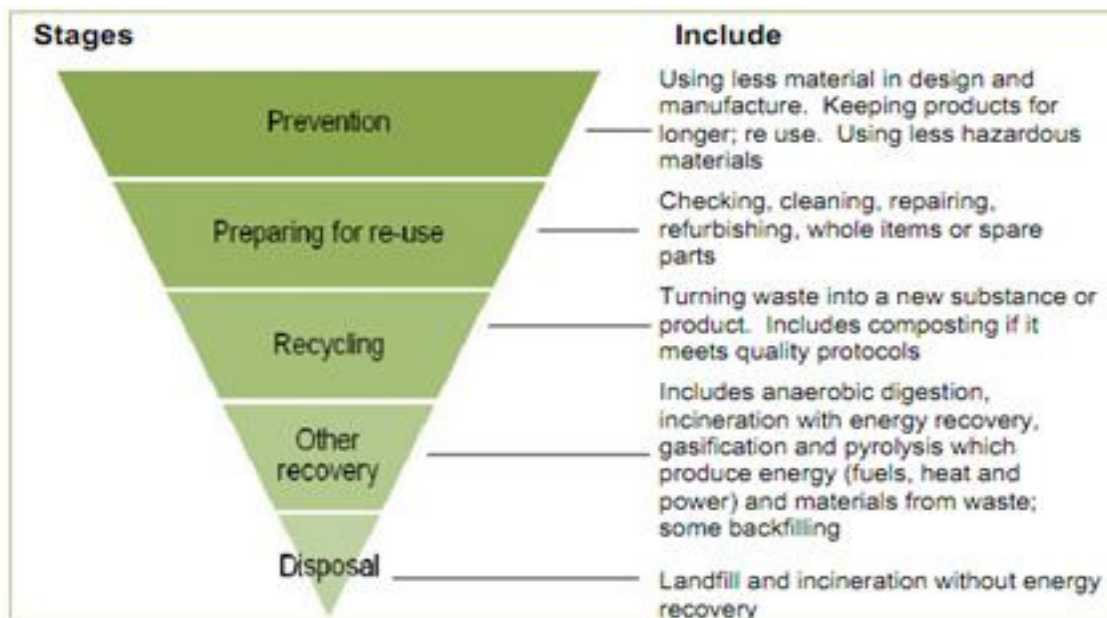 Stages
Include
Prevention
Using less material in design and
manufacture. Keeping products for
longer; re use. Using less hazardous
materials
Preparing for re-use
Checking, cleaning, repairing,
refurbishing, whole items or spare
parts
Recycling
Turning waste into a new substance or
product. Includes composting if it
meets quality protocols
Other
recovery
Includes anaerobic digestion,
incineration with energy recovery,
gasification and pyrolysis which
produce energy (fuels, heat and
power) and materials from waste;
some backfilling
Disposal
Landfill and incineration without energy
recovery